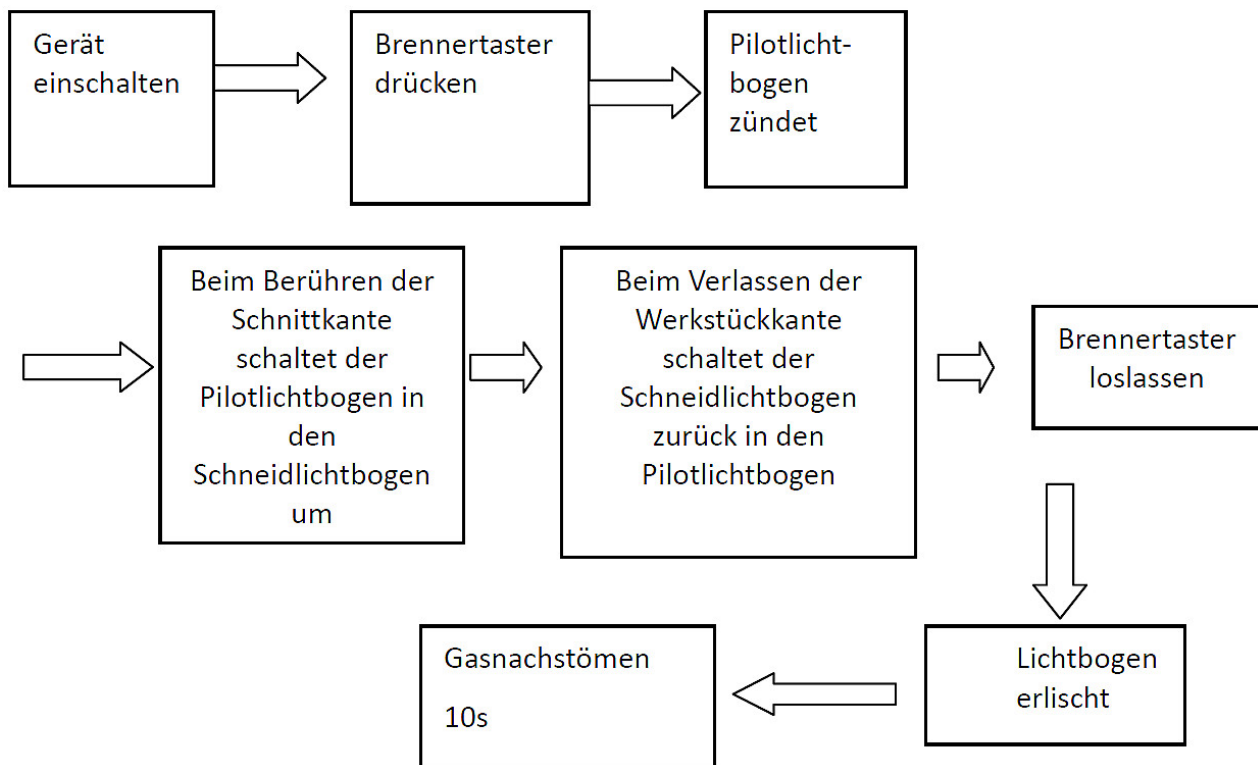 Gerät
einschalten
Brennertaster
drücken
Pilotlicht-
bogen
zündet
Beim Berühren der
Schnittkante
schaltet der
Pilotlichtbogen in
den
Schneidlichtbogen
um
Beim Verlassen der
Werkstückkante
schaltet der
Schneidlichtbogen
zurück in den
Pilotlichtbogen
Brennertaster
loslassen
Lichtbogen
erlischt
Gasnachstömen
10s